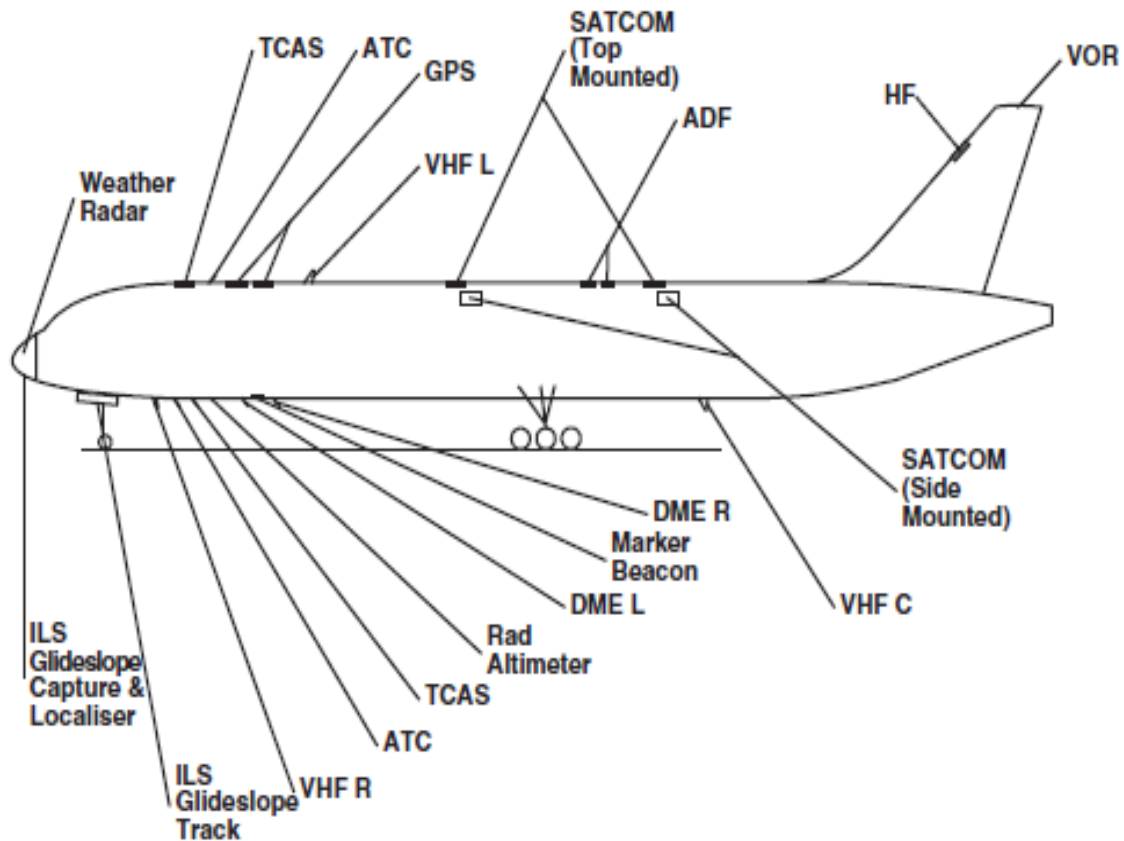 TCAS
ATC
GPS
SATCOM
(Top
Mounted)
VOR
HF
ADF
VHF L
Weather
Radar
SATCOM
(Side
Mounted)
DME R
Marker
Beacon
DME L
VHF C
Rad
Altimeter
TCAS
ATC
VHF R
ILS
Glideslope
Capture &
Localiser
ILS
Glideslope
Track